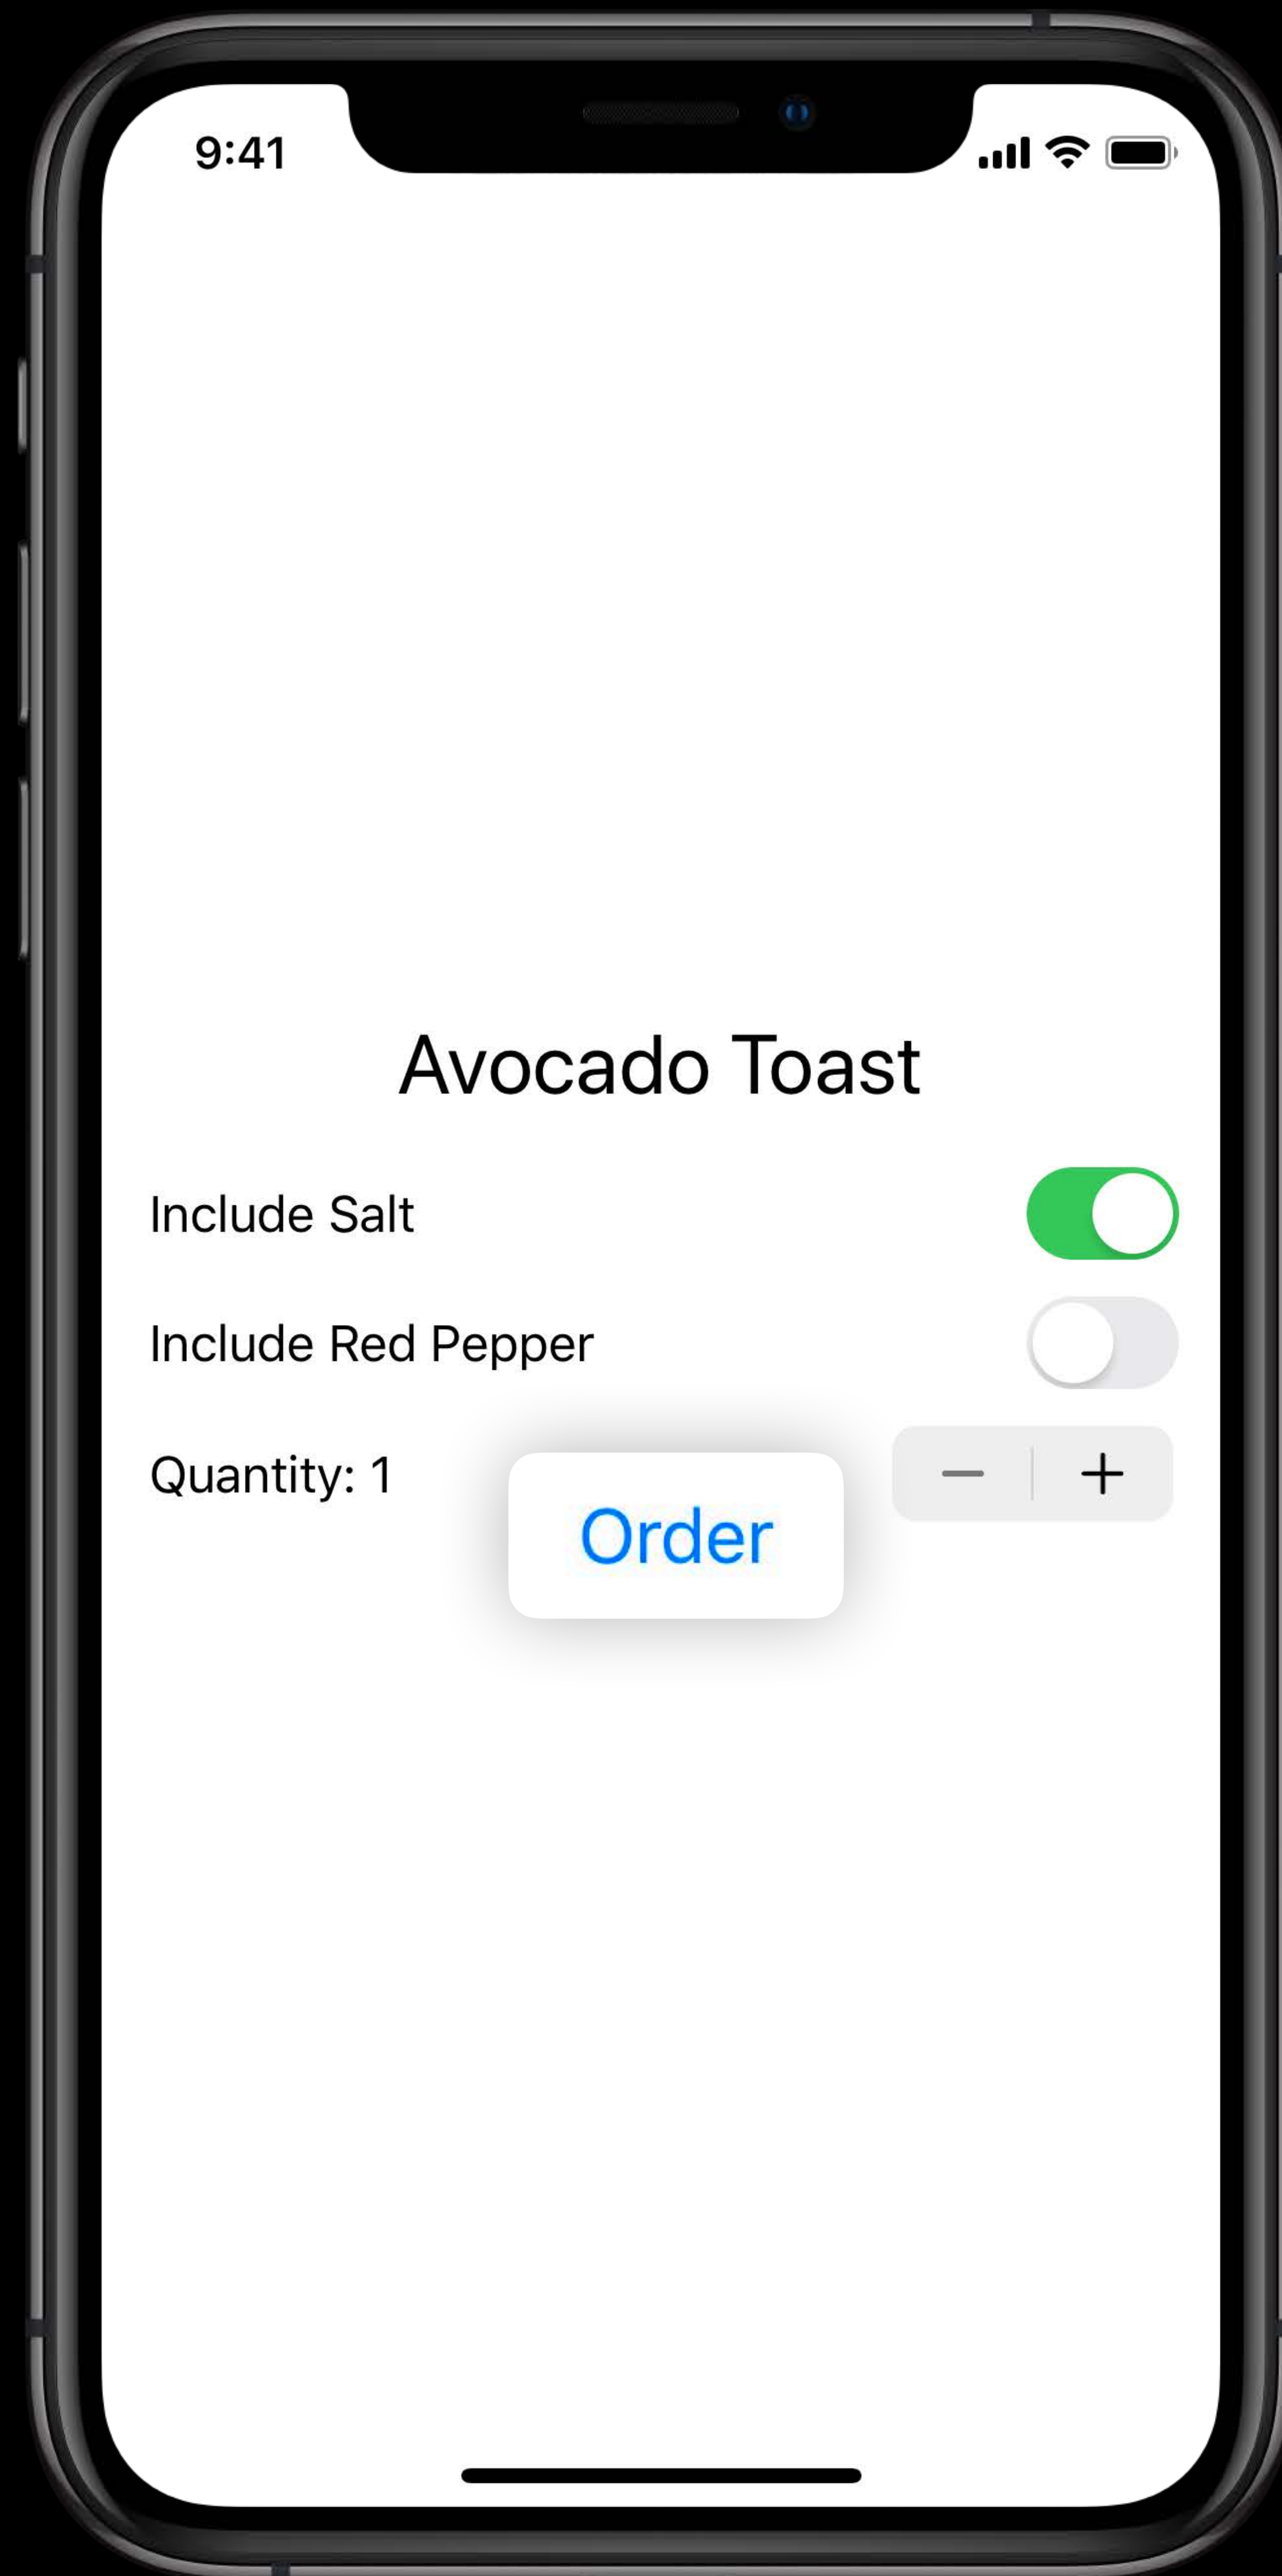 9:41
Avocado Toast
Include Salt
Include Red Pepper
Quantity: 1
Order